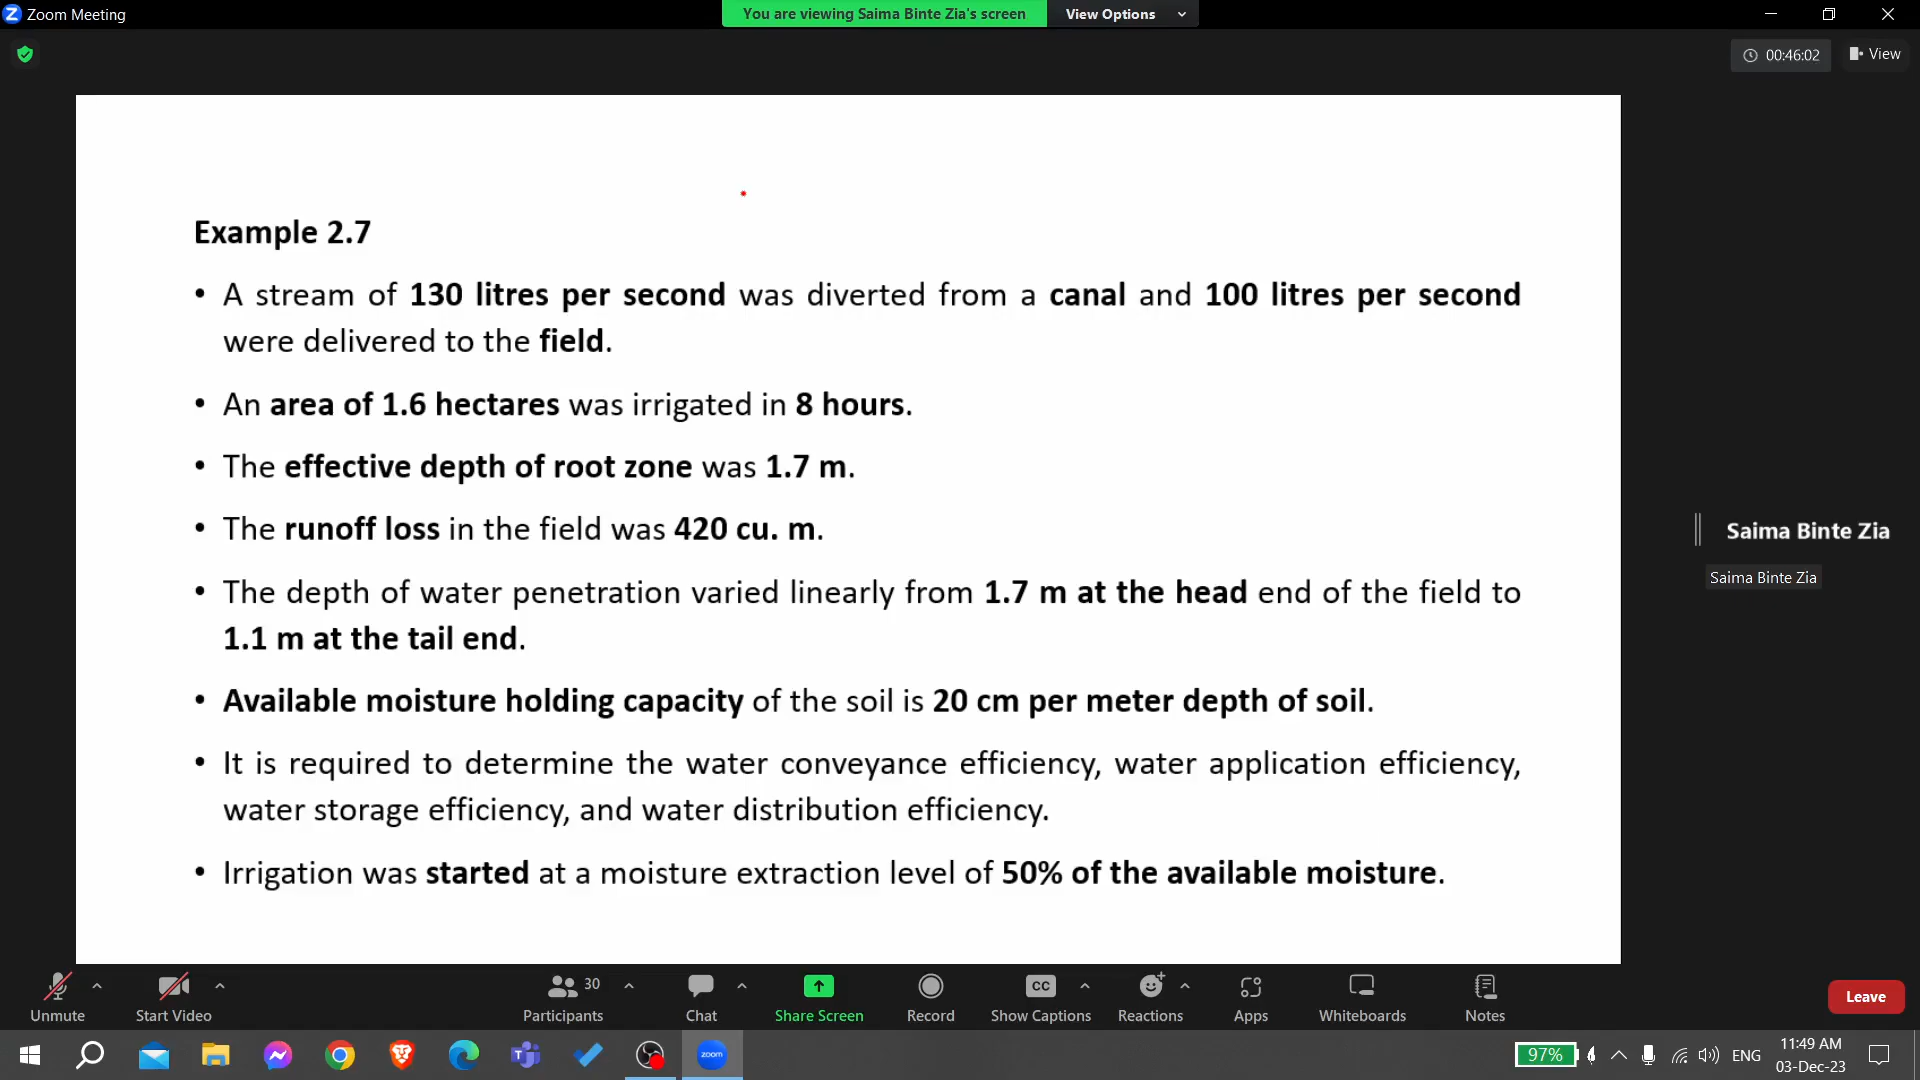 Zoom Meeting
You are viewing Saima Binte Zia's screen View Options
00:46:02 View
Example 2.7
• A stream of 130 litres per second was diverted from a canal and 100 litres per second
were delivered to the field.
• An area of 1.6 hectares was irrigated in 8 hours.
• The effective depth of root zone was 1.7 m.
• The runoff loss in the field was 420 cu. m.
• The depth of water penetration varied linearly from 1.7 m at the head end of the field to
1.1 m at the tail end.
• Available moisture holding capacity of the soil is 20 cm per meter depth of soil.
• It is required to determine the water conveyance efficiency, water application efficiency,
water storage efficiency, and water distribution efficiency.
• Irrigation was started at a moisture extraction level of 50% of the available moisture.
Saima Binte Zia
Saima Binte Zia
30
CC
Unmute Start Video Participants Chat Share Screen Record Show Captions Reactions Apps Whiteboards Notes
Leave
zoom
97% ENG
11:49 AM
03-Dec-23